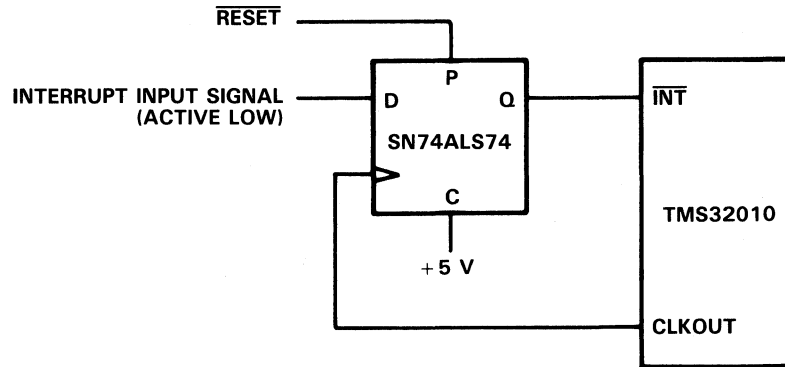 RESET
INTERRUPT INPUT SIGNAL
(ACTIVE LOW)
P
D
Q
SN74ALS74
C
+5 V
INT
TMS32010
CLKOUT